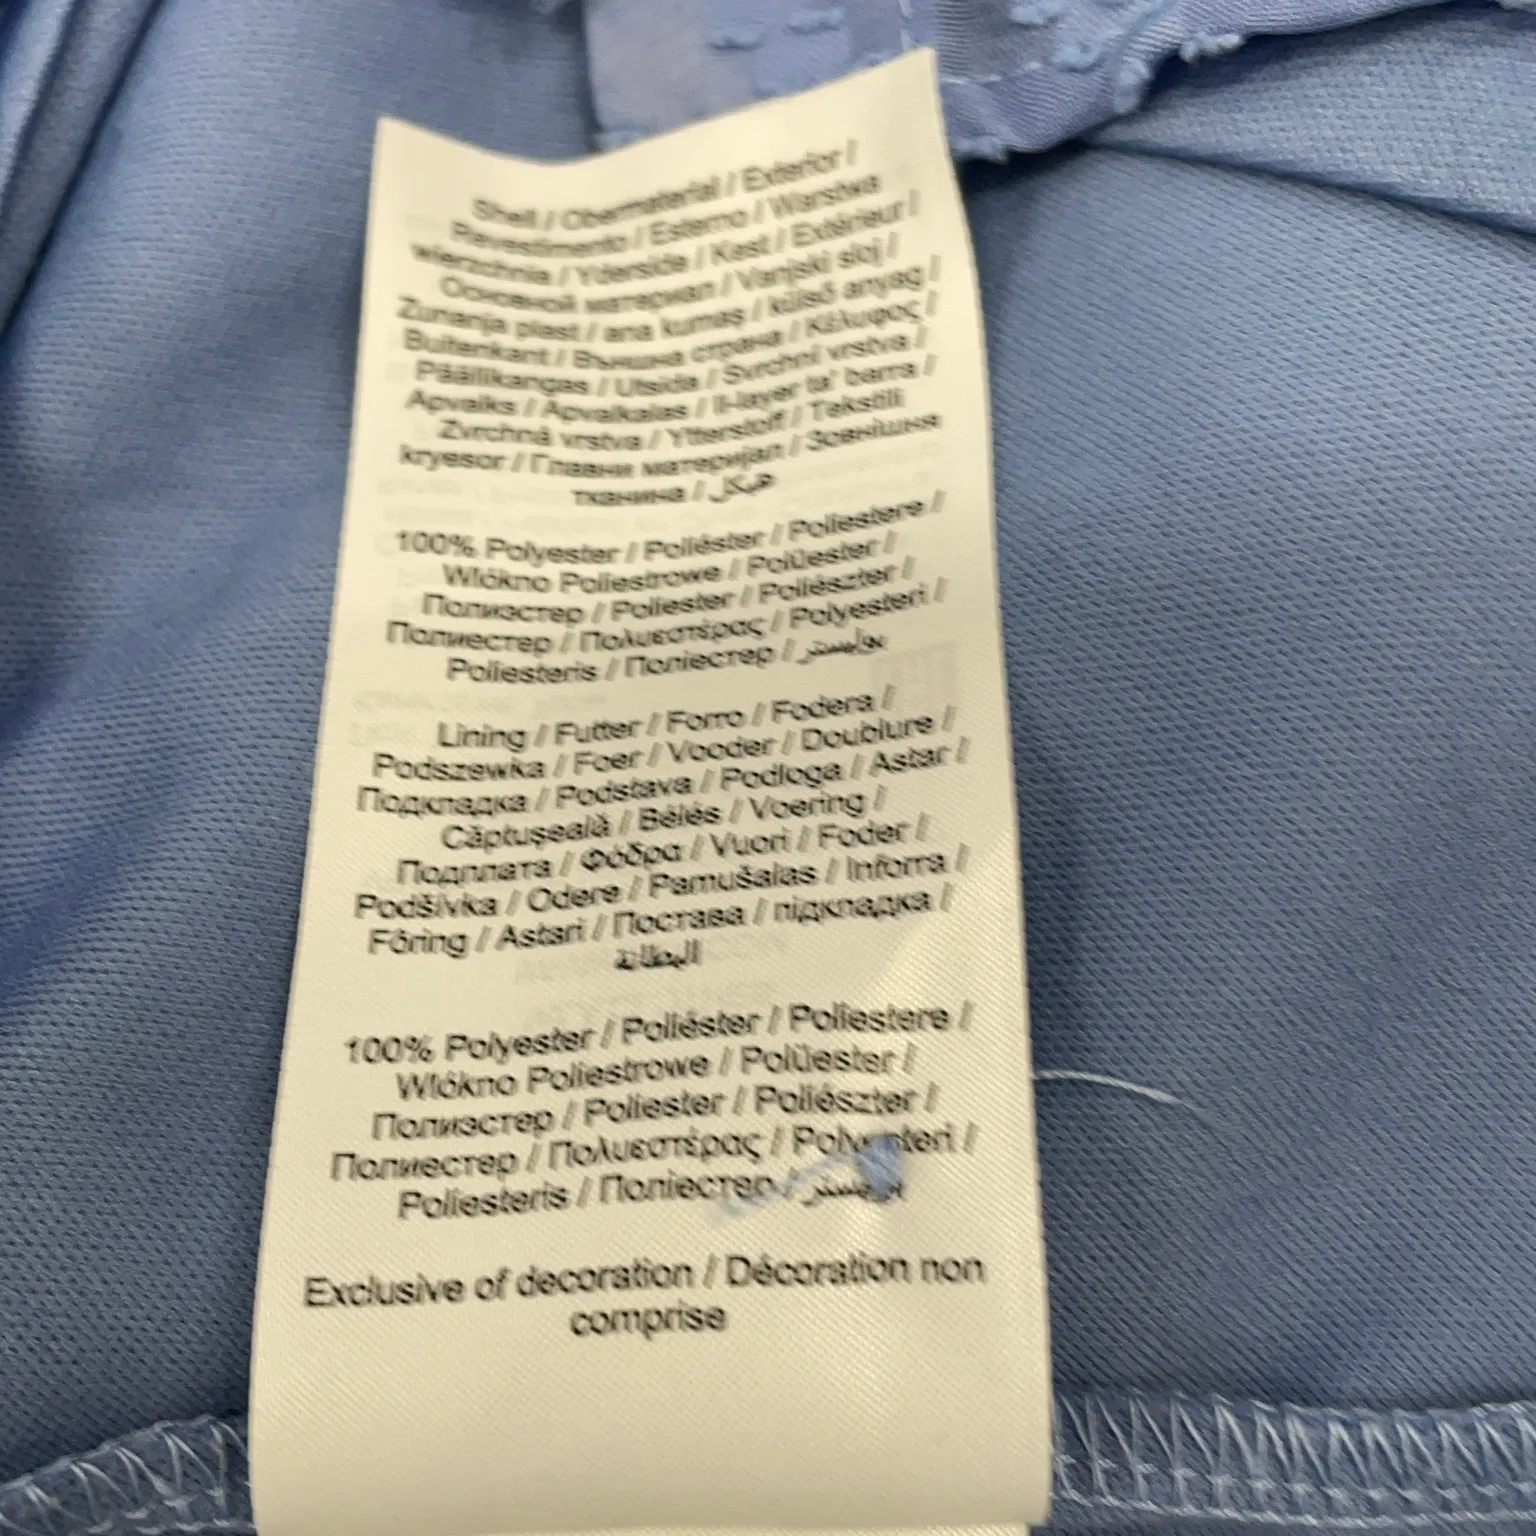 Shell / Obermaterial / Exterior /
Revestimento / Esterno / Warstwa
wierzchnia / Yderside / Kest / Extérieur /
Основной материал / Vanjski sloj /
Zunanja plast / ana kumaş / külső anyag /
Buitenkant / Външна страна / Κέλυφος /
Päällikangas / Utsida / Svrchní vrstva /
Apvalks / Apvalkalas / Il-layer ta' barra /
Zvrchná vrstva / Ytterstoff / Tekstili
kryesor / Главни материјал / Зовнішня
тканина / هيكل
100% Polyester / Poliéster / Poliestere /
Włókno Poliestrowe / Polüester /
Полиэстер / Poliester / Poliészter /
Полиестер / Πολυεστέρας / Polyesteri /
Poliesteris / Поліестер / بوليستر
Lining / Futter / Forro / Fodera /
Podszewka / Foer / Vooder / Doublure /
Подкладка / Podstava / Podloga / Astar /
Căptuşeală / Bélés / Voering /
Подплата / Φόδρα / Vuori / Foder /
Podšívka / Odere / Pamušalas / Inforra /
Fôring / Astari / Постава / підкладка /
البطانة
100% Polyester / Poliéster / Poliestere /
Włókno Poliestrowe / Polüester /
Полиэстер / Poliester / Poliészter /
Полиестер / Πολυεστέρας / Polyesteri /
Poliesteris / Поліестер / بوليستر
Exclusive of decoration / Décoration non
comprise